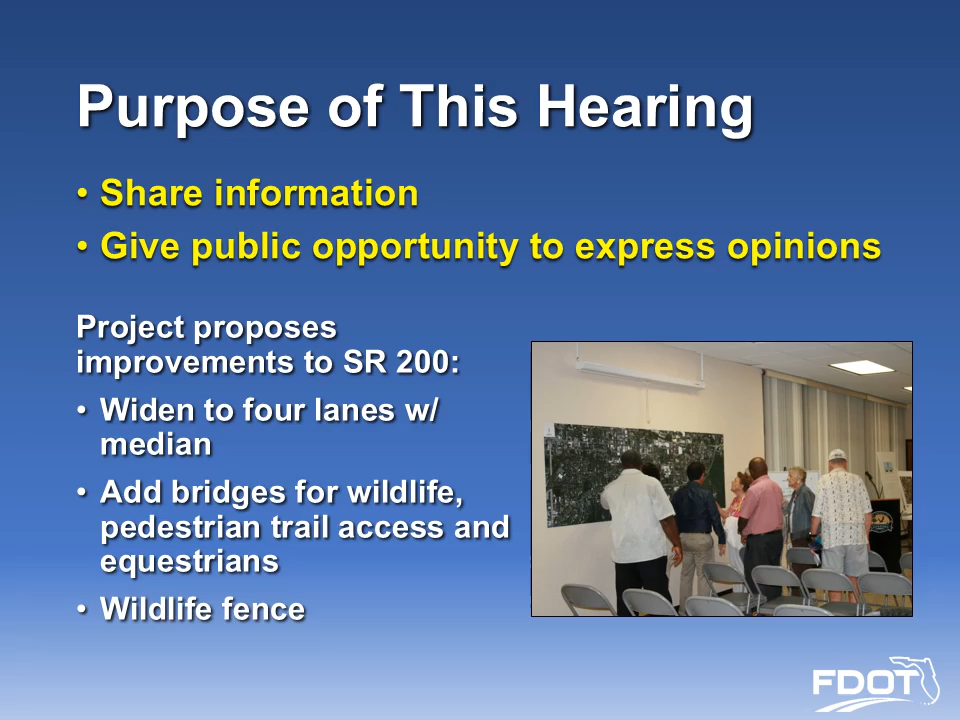 Purpose of This Hearing
• Share information
• Give public opportunity to express opinions
Project proposes
improvements to SR 200:
• Widen to four lanes w/
median
• Add bridges for wildlife,
pedestrian trail access and
equestrians
• Wildlife fence
FDOT